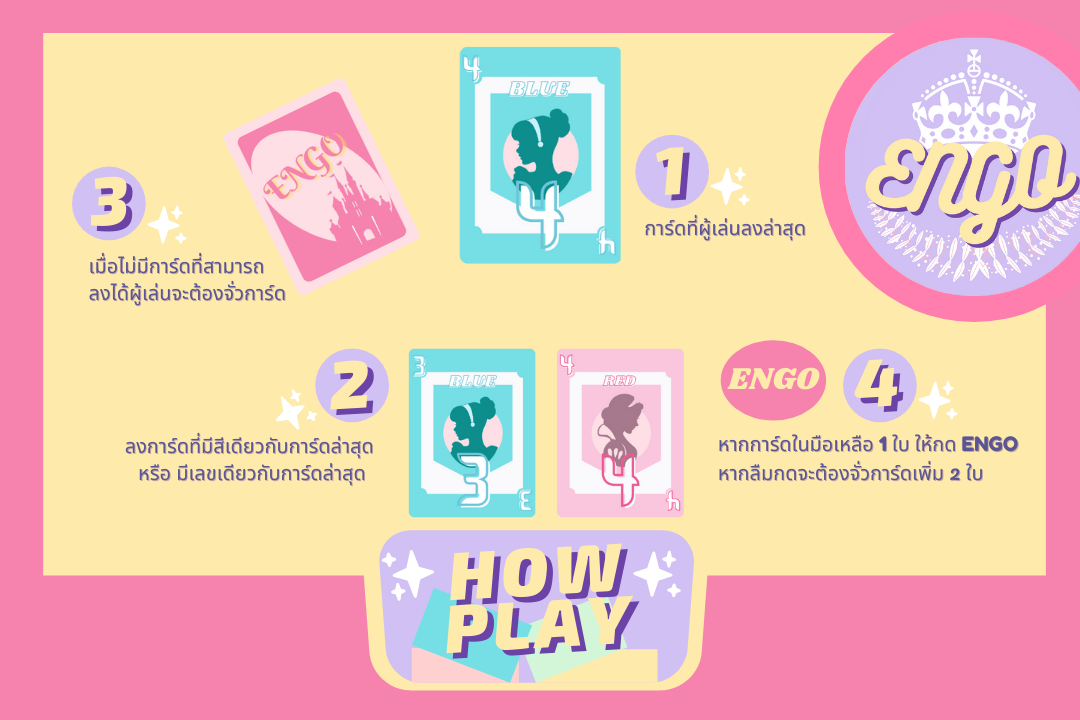 4
BLUE
4
4
1
การ์ดที่ผู้เล่นลงล่าสุด
ENGO
ENGO
3
เมื่อไม่มีการ์ดที่สามารถ
ลงได้ผู้เล่นจะต้องจั่วการ์ด
2
ลงการ์ดที่มีสีเดียวกับการ์ดล่าสุด
หรือ มีเลขเดียวกับการ์ดล่าสุด
3
BLUE
3
3
4
RED
4
4
ENGO
4
หากการ์ดในมือเหลือ 1 ใบ ให้กด ENGO
หากลืมกดจะต้องจั่วการ์ดเพิ่ม 2 ใบ
HOW
PLAY